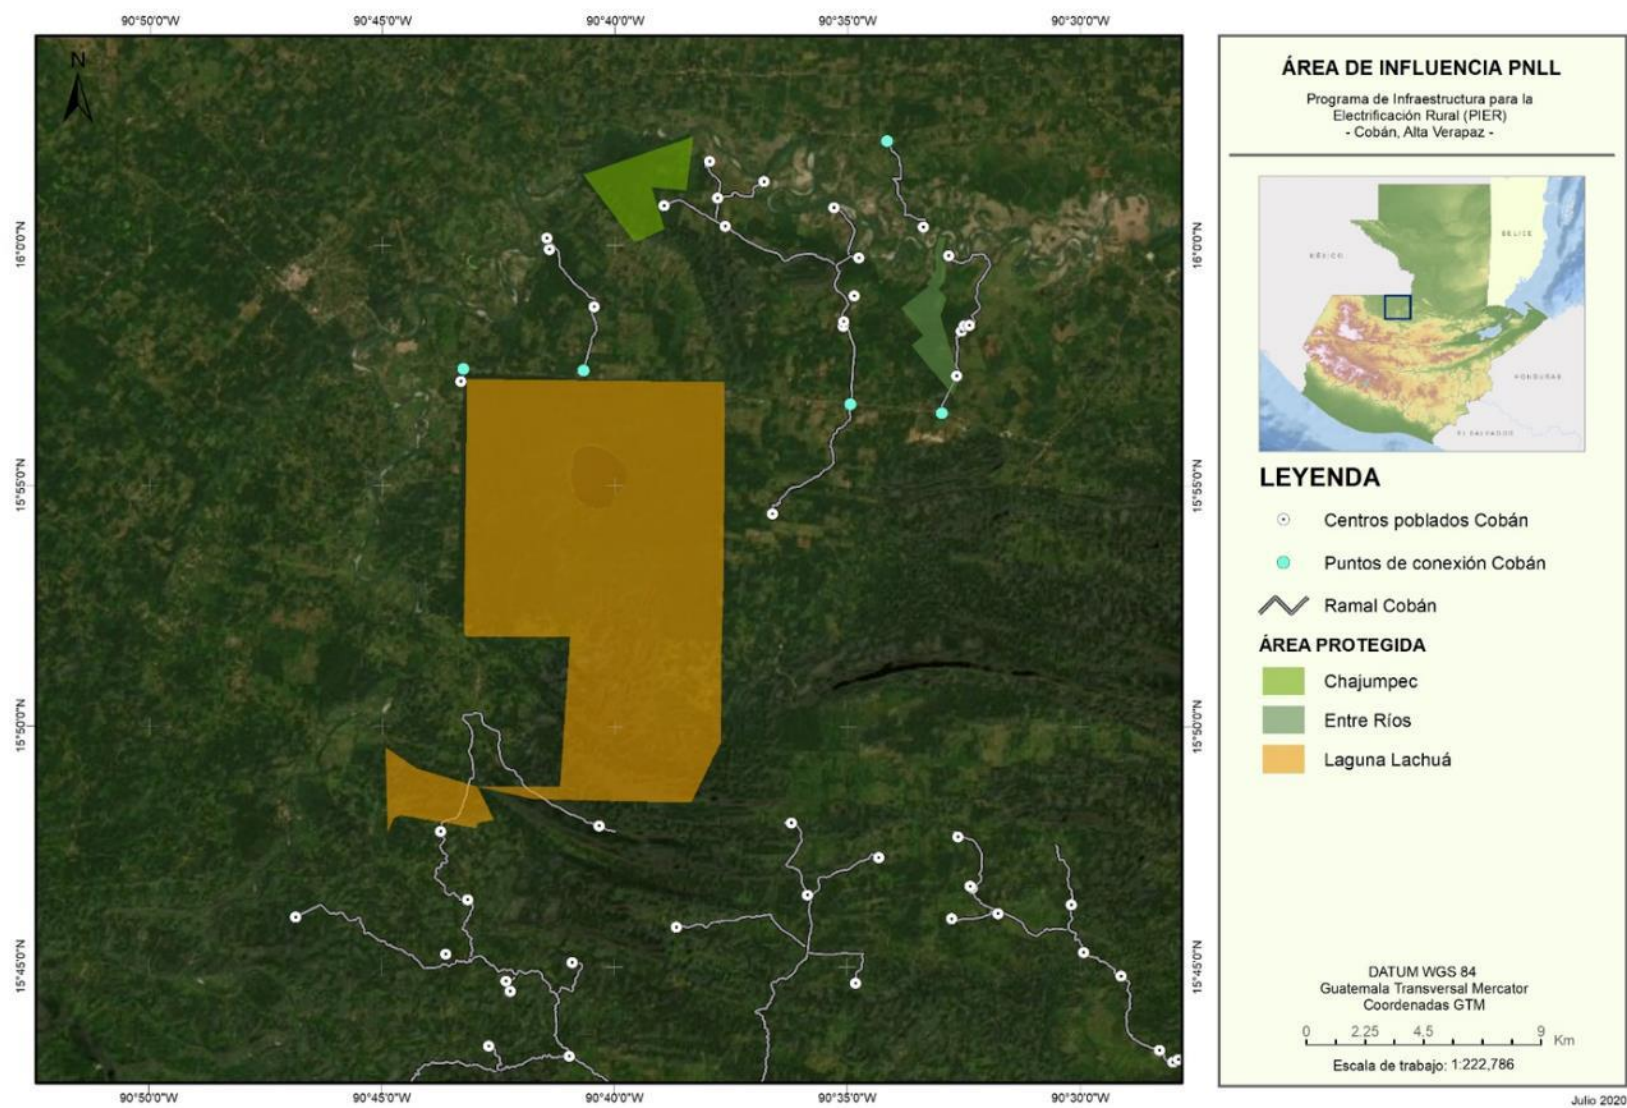 90°50'0"W 90°45'0"W 90°40'0"W 90°35'0"W 90°30'0"W
N
16°0'0"N
15°55'0"N
15°50'0"N
15°45'0"N
16°0'0"N
15°55'0"N
15°50'0"N
15°45'0"N
90°50'0"W 90°45'0"W 90°40'0"W 90°35'0"W 90°30'0"W
ÁREA DE INFLUENCIA PNLL
Programa de Infraestructura para la
Electrificación Rural (PIER)
- Cobán, Alta Verapaz -
BELICE
MÉXICO
HONDURAS
EL SALVADOR
LEYENDA
Centros poblados Cobán
Puntos de conexión Cobán
Ramal Cobán
ÁREA PROTEGIDA
Chajumpec
Entre Ríos
Laguna Lachuá
DATUM WGS 84
Guatemala Transversal Mercator
Coordenadas GTM
0 2.25 4.5 9
Km
Escala de trabajo: 1:222,786
Julio 2020